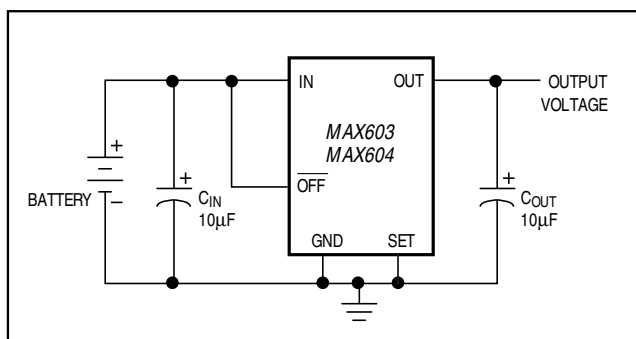 IN
OUT
OUTPUT
VOLTAGE
MAX603
MAX604
+
+
+
BATTERY
−
OFF
CIN
10µF
COUT
10µF
GND
SET